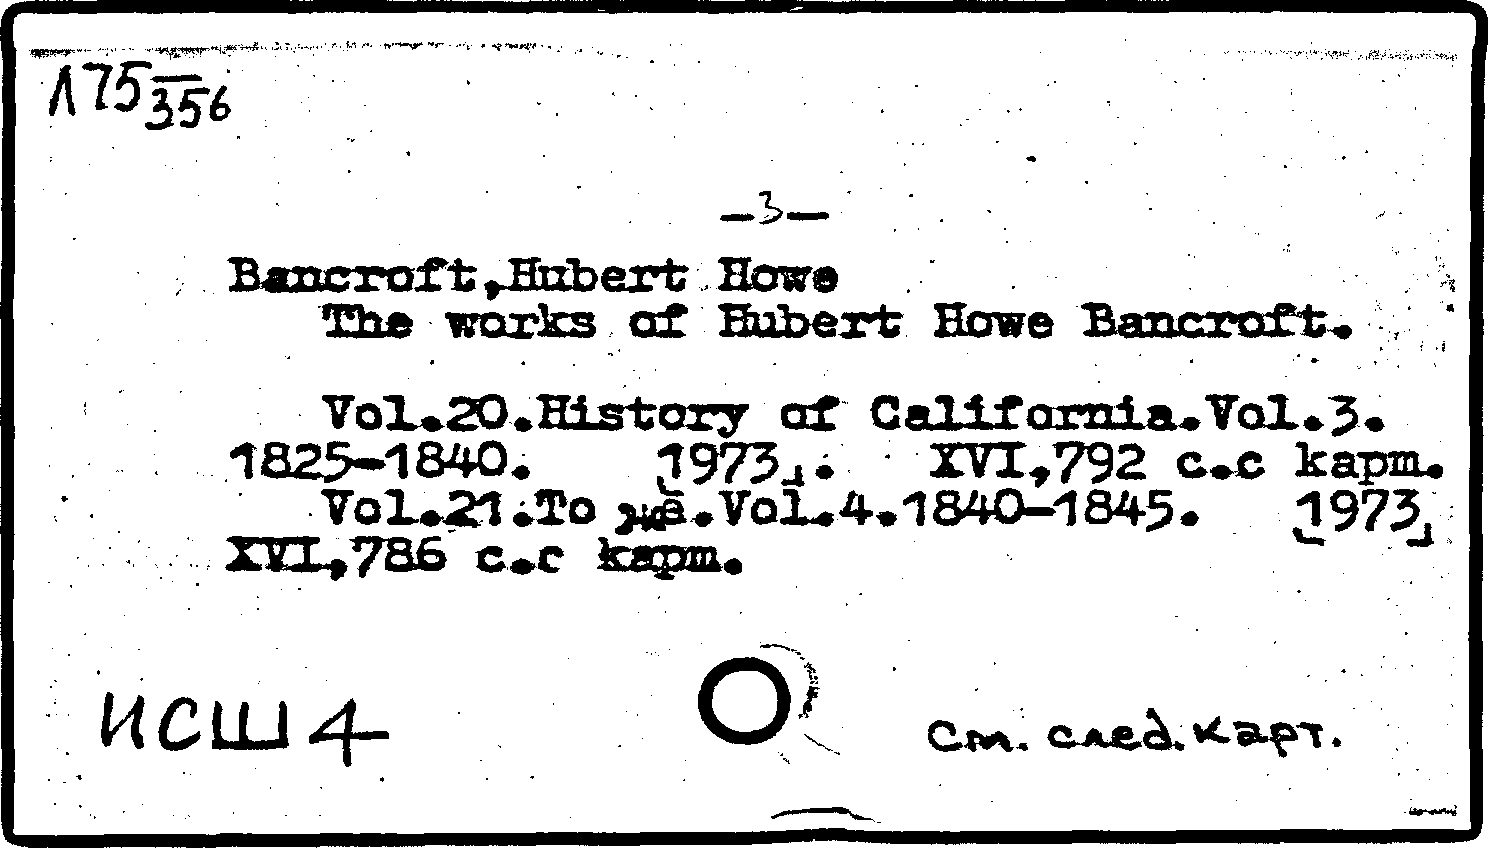 Л75 356
—3—
Bancroft,Hubert Howe
The works of Hubert Howe Bancroft.
Vol.20.History of California.Vol.3.
1825-1840. [1973]. XVI,792 с.с карт.
Vol.21.То же.Vol.4.1840-1845. [1973]
XVI,786 с.с карт.
ИСШ 4
См. след. карт.